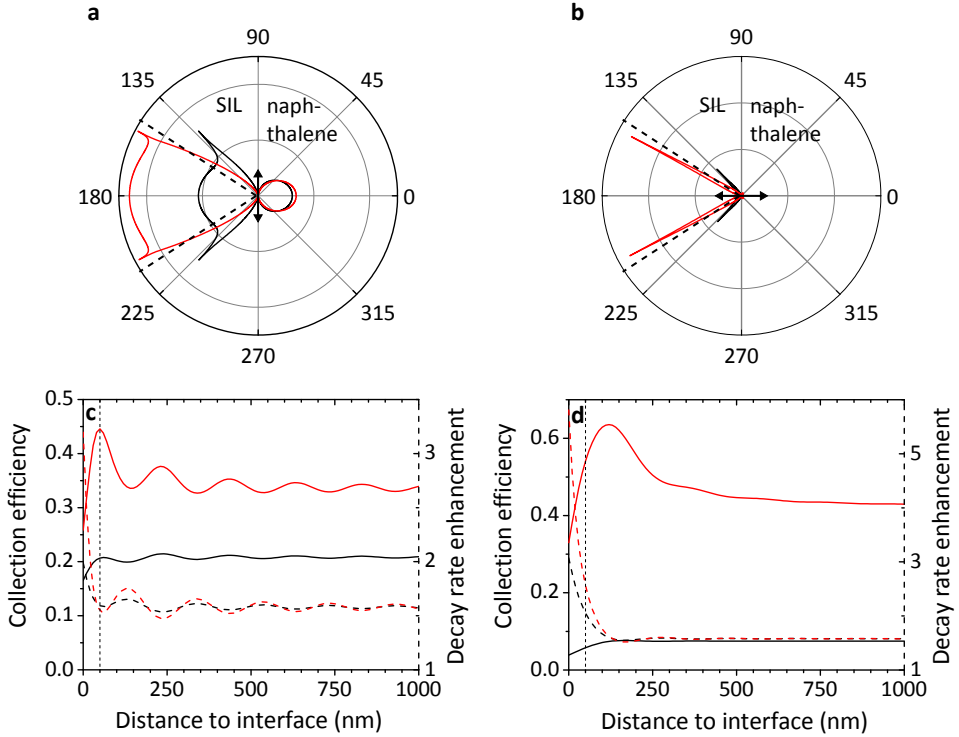 a
90
135
45
SIL
naph-
thalene
180
0
225
315
270
b
90
135
45
SIL
naph-
thalene
180
0
225
315
270
c
Collection efficiency
0.5
0.4
0.3
0.2
0.1
0.0
3
2
1
Decay rate enhancement
0 250 500 750 1000
Distance to interface (nm)
d
Collection efficiency
0.6
0.4
0.2
0.0
5
3
1
Decay rate enhancement
0 250 500 750 1000
Distance to interface (nm)